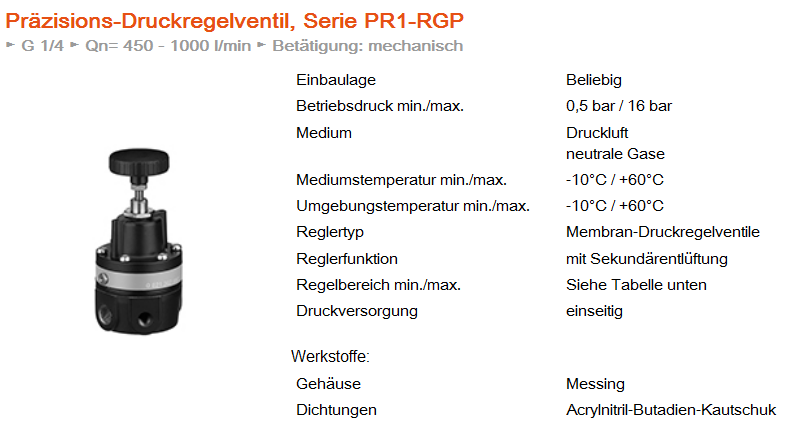 Präzisions-Druckregelventil, Serie PR1-RGP
► G 1/4 ► Qn= 450 - 1000 l/min ► Betätigung: mechanisch
Einbaulage Beliebig
Betriebsdruck min./max. 0,5 bar / 16 bar
Medium Druckluft
neutrale Gase
Mediumstemperatur min./max. -10°C / +60°C
Umgebungstemperatur min./max. -10°C / +60°C
Reglertyp Membran-Druckregelventile
Reglerfunktion mit Sekundärentlüftung
Regelbereich min./max. Siehe Tabelle unten
Druckversorgung einseitig
Werkstoffe:
Gehäuse Messing
Dichtungen Acrylnitril-Butadien-Kautschuk